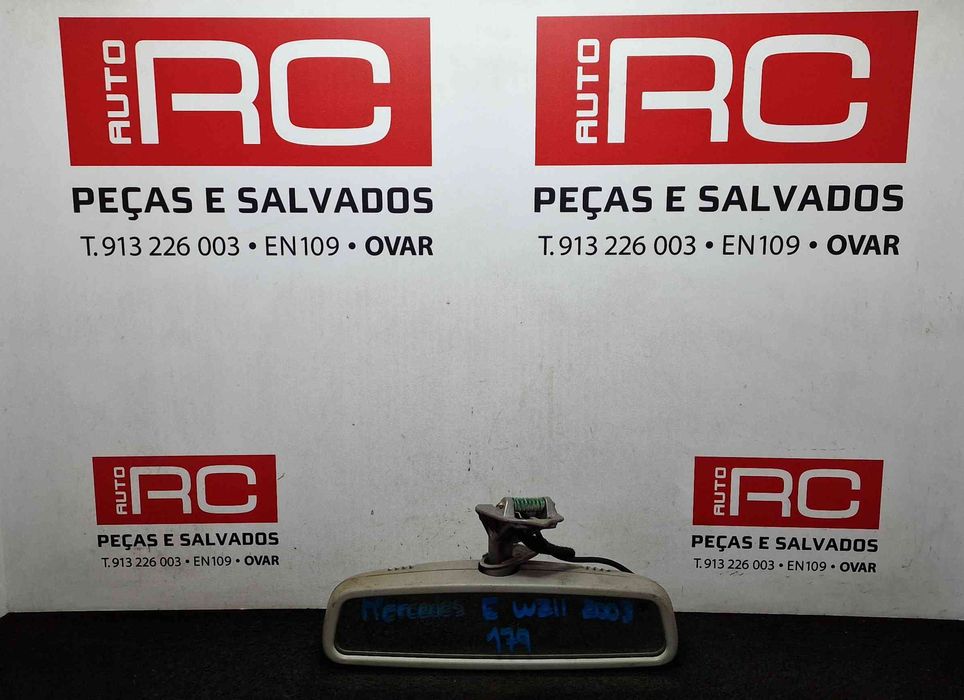 AUTO RC
PEÇAS E SALVADOS
T. 913 226 003 • EN109 • OVAR
AUTO RC
PEÇAS E SALVADOS
T. 913 226 003 • EN109 • OVAR
AUTO RC
PEÇAS E SALVADOS
T. 913 226 003 • EN109 • OVAR
AUTO RC
PEÇAS E SALVADOS
T. 913 226 003 • EN109 • OVAR
MERCEDES E W211 2003
179